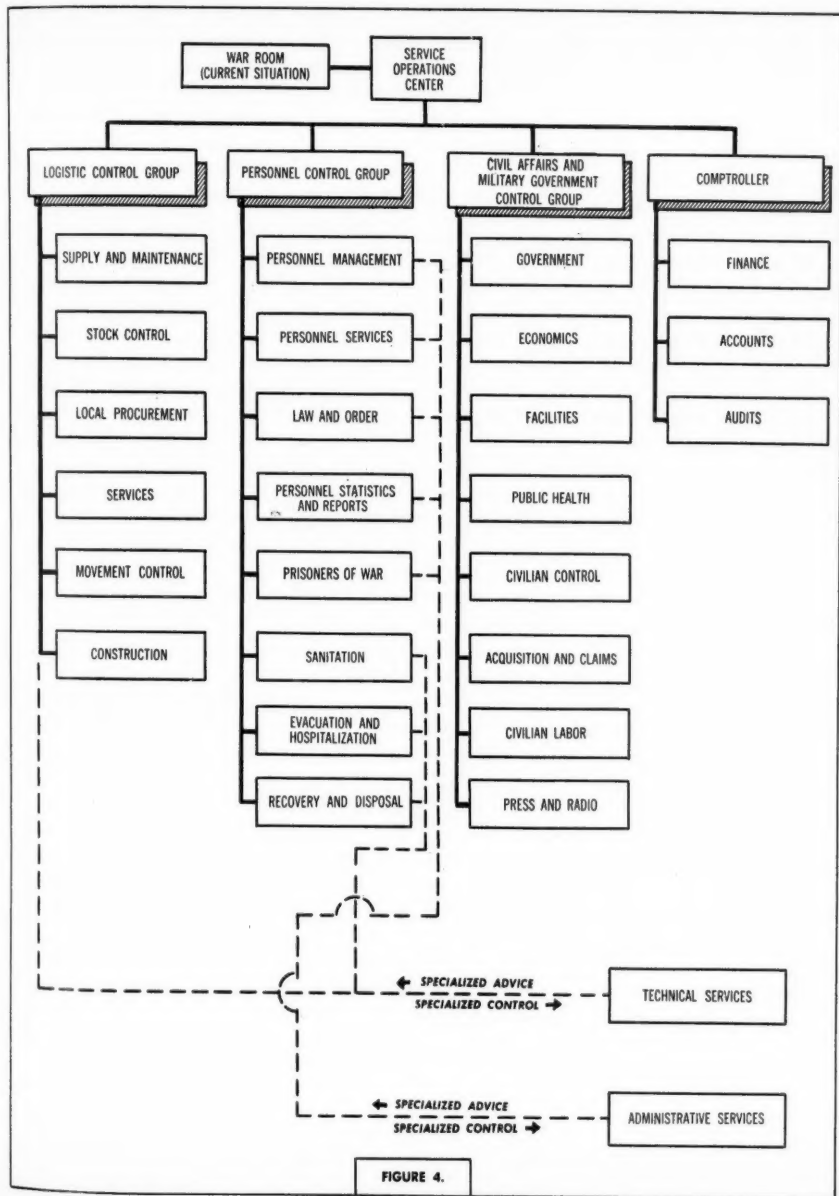 WAR ROOM
(CURRENT SITUATION)
SERVICE
OPERATIONS
CENTER
LOGISTIC CONTROL GROUP
SUPPLY AND MAINTENANCE
STOCK CONTROL
LOCAL PROCUREMENT
SERVICES
MOVEMENT CONTROL
CONSTRUCTION
PERSONNEL CONTROL GROUP
PERSONNEL MANAGEMENT
PERSONNEL SERVICES
LAW AND ORDER
PERSONNEL STATISTICS
AND REPORTS
PRISONERS OF WAR
SANITATION
EVACUATION AND
HOSPITALIZATION
RECOVERY AND DISPOSAL
CIVIL AFFAIRS AND
MILITARY GOVERNMENT
CONTROL GROUP
GOVERNMENT
ECONOMICS
FACILITIES
PUBLIC HEALTH
CIVILIAN CONTROL
ACQUISITION AND CLAIMS
CIVILIAN LABOR
PRESS AND RADIO
COMPTROLLER
FINANCE
ACCOUNTS
AUDITS
← SPECIALIZED ADVICE
SPECIALIZED CONTROL →
TECHNICAL SERVICES
← SPECIALIZED ADVICE
SPECIALIZED CONTROL →
ADMINISTRATIVE SERVICES
FIGURE 4.